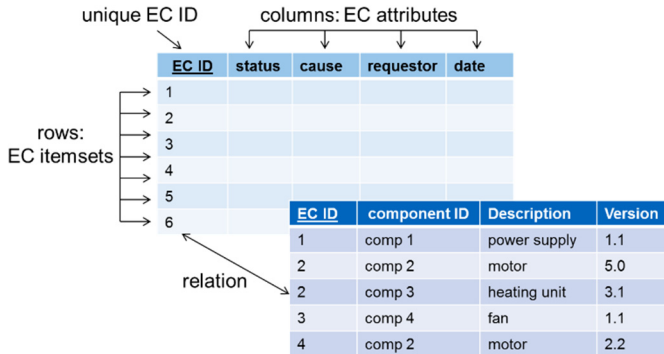 unique EC ID
columns: EC attributes
EC ID status cause requestor date
1
2
rows:
EC itemsets
3
4
5
6
relation
EC ID component ID Description Version
1 comp 1 power supply 1.1
2 comp 2 motor 5.0
2 comp 3 heating unit 3.1
3 comp 4 fan 1.1
4 comp 2 motor 2.2